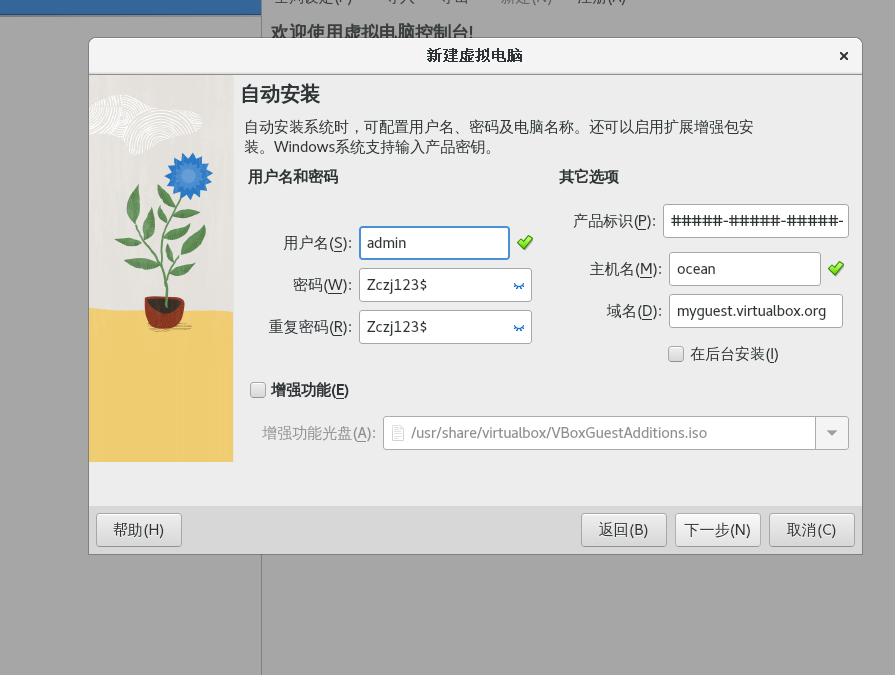 欢迎使用虚拟电脑控制台!
新建虚拟电脑
自动安装
自动安装系统时，可配置用户名、密码及电脑名称。还可以启用扩展增强包安
装。Windows系统支持输入产品密钥。
用户名和密码
其它选项
产品标识(P): #####-#####-#####-
用户名(S): admin
主机名(M): ocean
密码(W): Zczj123$
域名(D): myguest.virtualbox.org
重复密码(R): Zczj123$
在后台安装(I)
增强功能(E)
增强功能光盘(A): /usr/share/virtualbox/VBoxGuestAdditions.iso
帮助(H)
返回(B)
下一步(N)
取消(C)